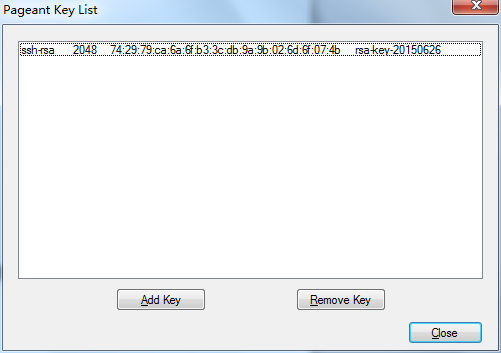 Pageant Key List
ssh-rsa 2048 74:29:79:ca:6a:6f:b3:3c:db:9a:9b:02:6d:6f:07:4b rsa-key-20150626
Add Key Remove Key
Close